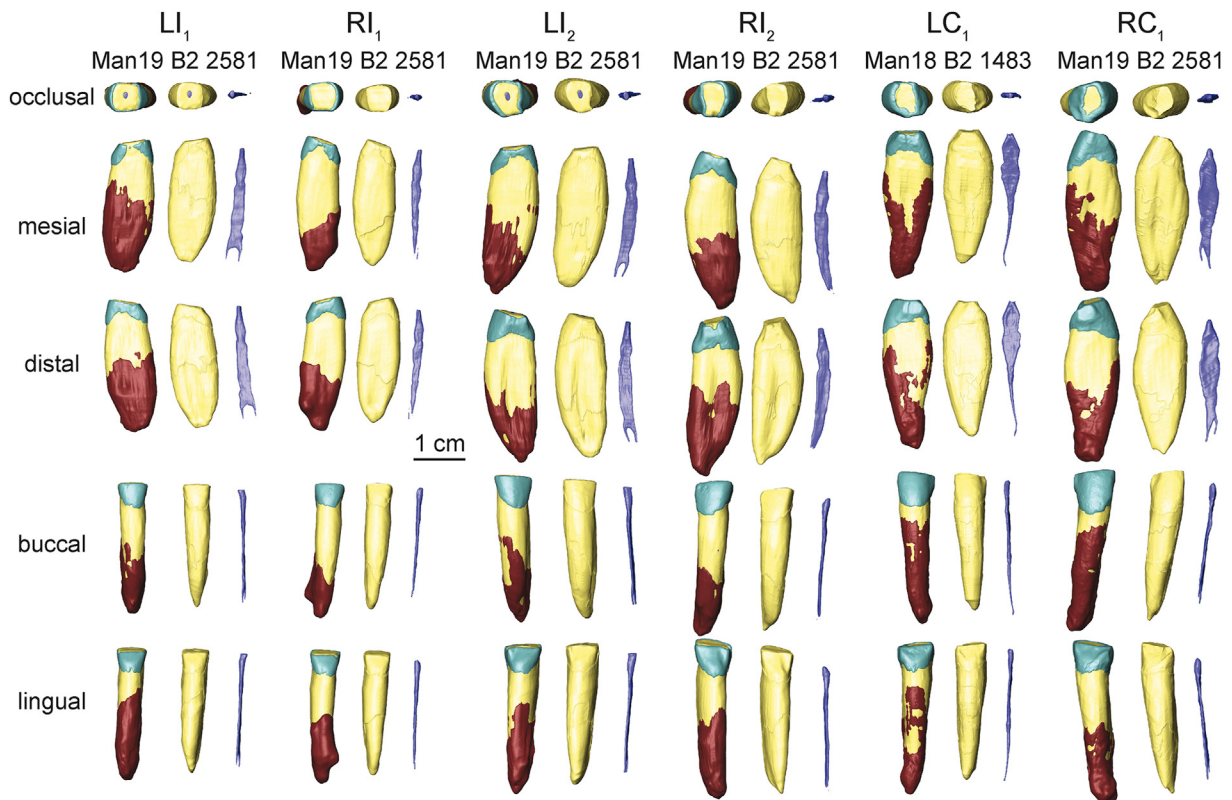 LI1 RI1 LI2 RI2 LC1 RC1
Man19 B2 2581 Man19 B2 2581 Man19 B2 2581 Man19 B2 2581 Man18 B2 1483 Man19 B2 2581
occlusal
mesial
distal
1 cm
buccal
lingual